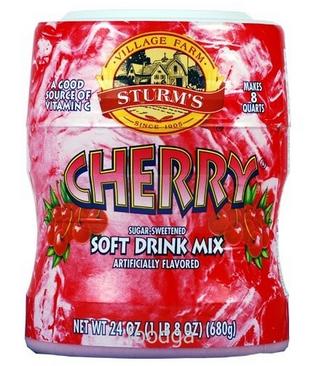 VILLAGE FARM
STURM'S
SINCE 1905
A GOOD
SOURCE OF
VITAMIN C
MAKES
8
QUARTS
CHERRY
SUGAR-SWEETENED
SOFT DRINK MIX
ARTIFICIALLY FLAVORED
NET WT 24 OZ (1 LB 8 OZ) (680g)